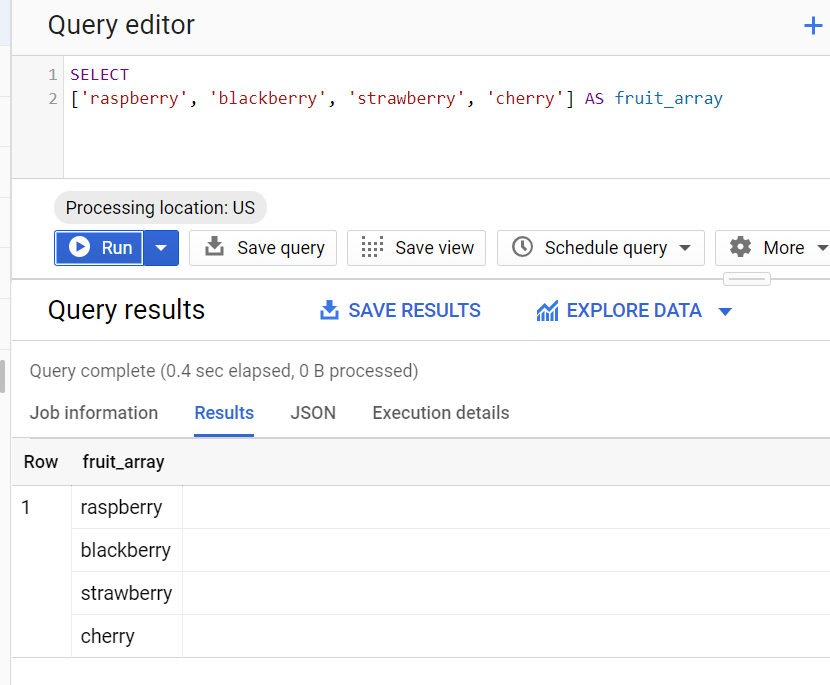 Query editor
1 SELECT
2 ['raspberry', 'blackberry', 'strawberry', 'cherry'] AS fruit_array
Processing location: US
Run Save query Save view Schedule query More
Query results SAVE RESULTS EXPLORE DATA
Query complete (0.4 sec elapsed, 0 B processed)
Job information Results JSON Execution details
Row fruit_array
1 raspberry
blackberry
strawberry
cherry